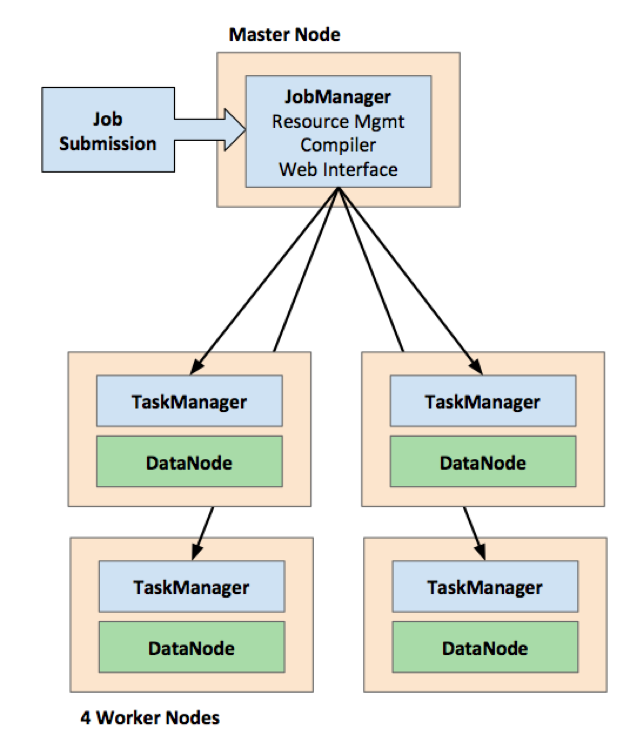 Master Node
Job
Submission
JobManager
Resource Mgmt
Compiler
Web Interface
TaskManager
DataNode
TaskManager
DataNode
TaskManager
DataNode
TaskManager
DataNode
4 Worker Nodes